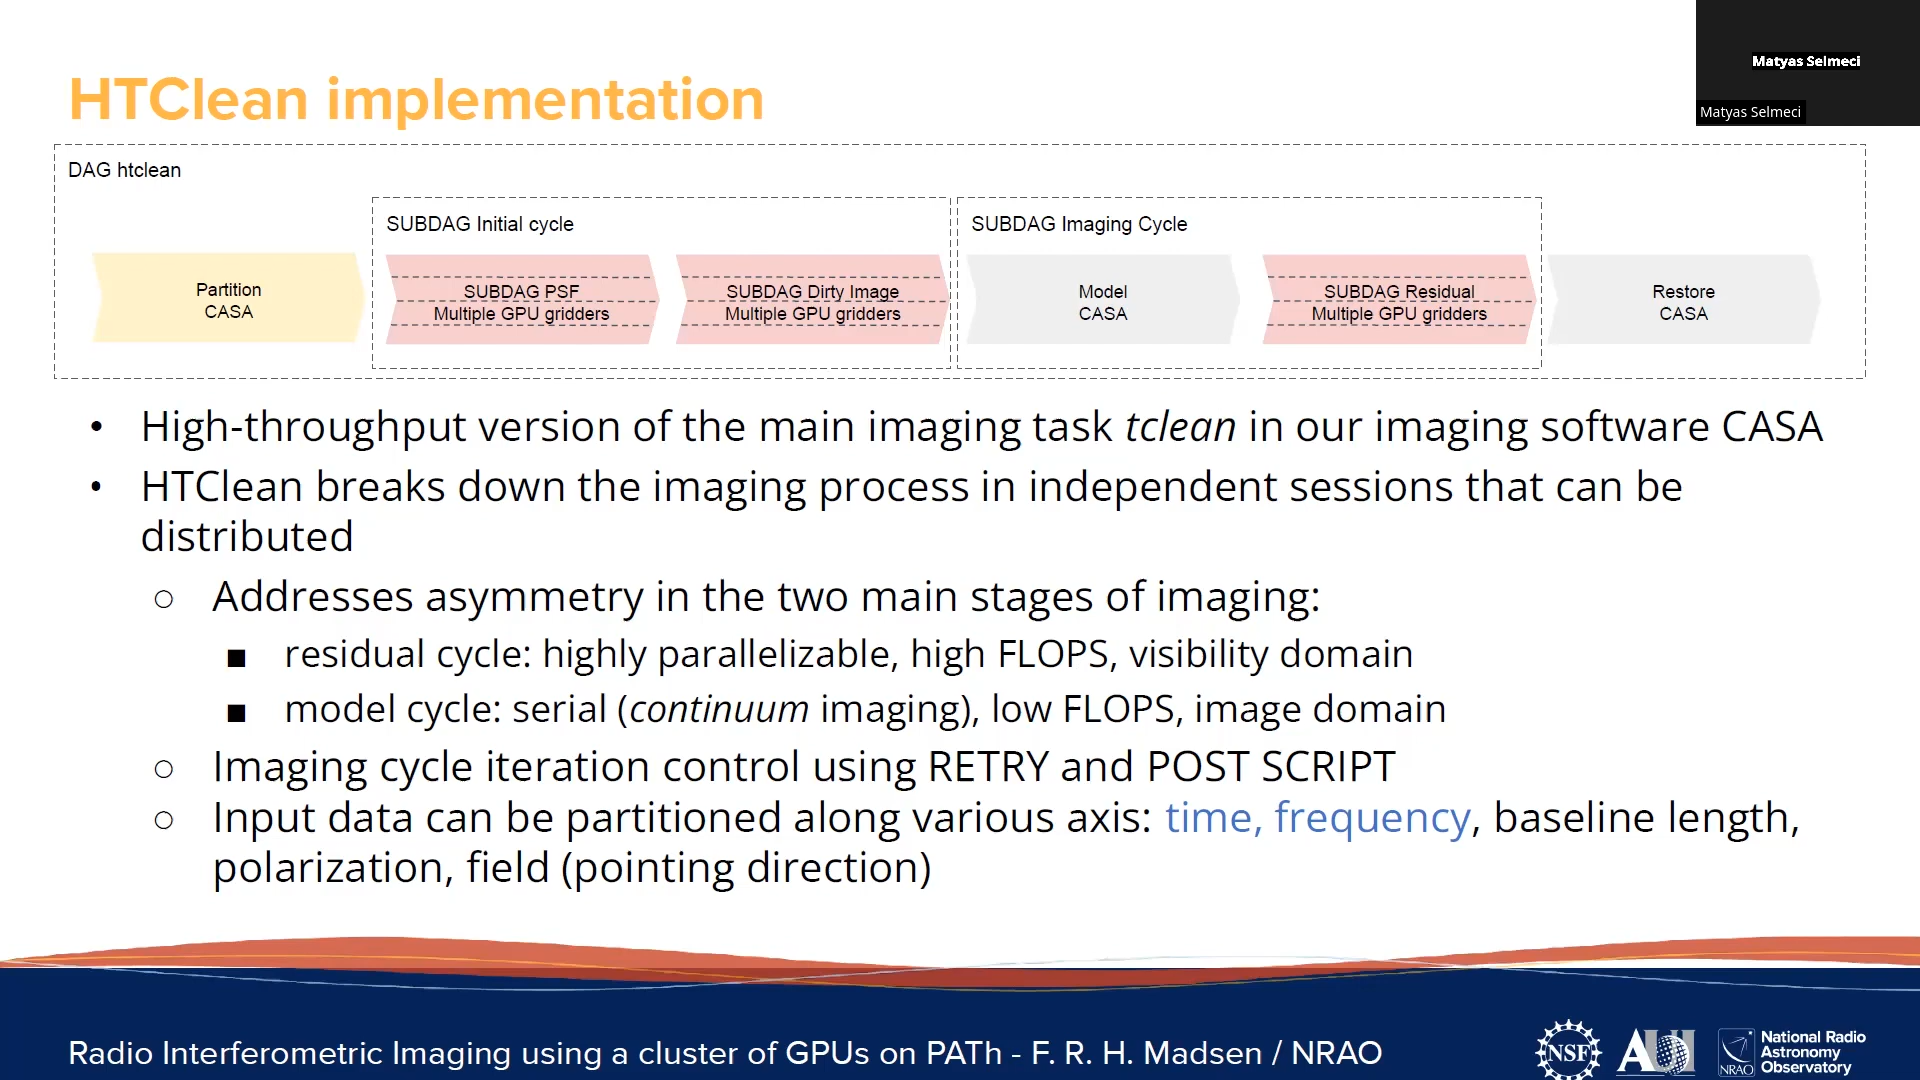 Matyas Selmeci
Matyas Selmeci
HTClean implementation
DAG htclean
SUBDAG Initial cycle
SUBDAG Imaging Cycle
Partition
CASA
SUBDAG PSF
Multiple GPU gridders
SUBDAG Dirty Image
Multiple GPU gridders
Model
CASA
SUBDAG Residual
Multiple GPU gridders
Restore
CASA
• High-throughput version of the main imaging task tclean in our imaging software CASA
• HTClean breaks down the imaging process in independent sessions that can be
distributed
○ Addresses asymmetry in the two main stages of imaging:
■ residual cycle: highly parallelizable, high FLOPS, visibility domain
■ model cycle: serial (continuum imaging), low FLOPS, image domain
○ Imaging cycle iteration control using RETRY and POST SCRIPT
○ Input data can be partitioned along various axis: time, frequency, baseline length,
polarization, field (pointing direction)
Radio Interferometric Imaging using a cluster of GPUs on PATh - F. R. H. Madsen / NRAO
NSF
AUI
NRAO
National Radio
Astronomy
Observatory